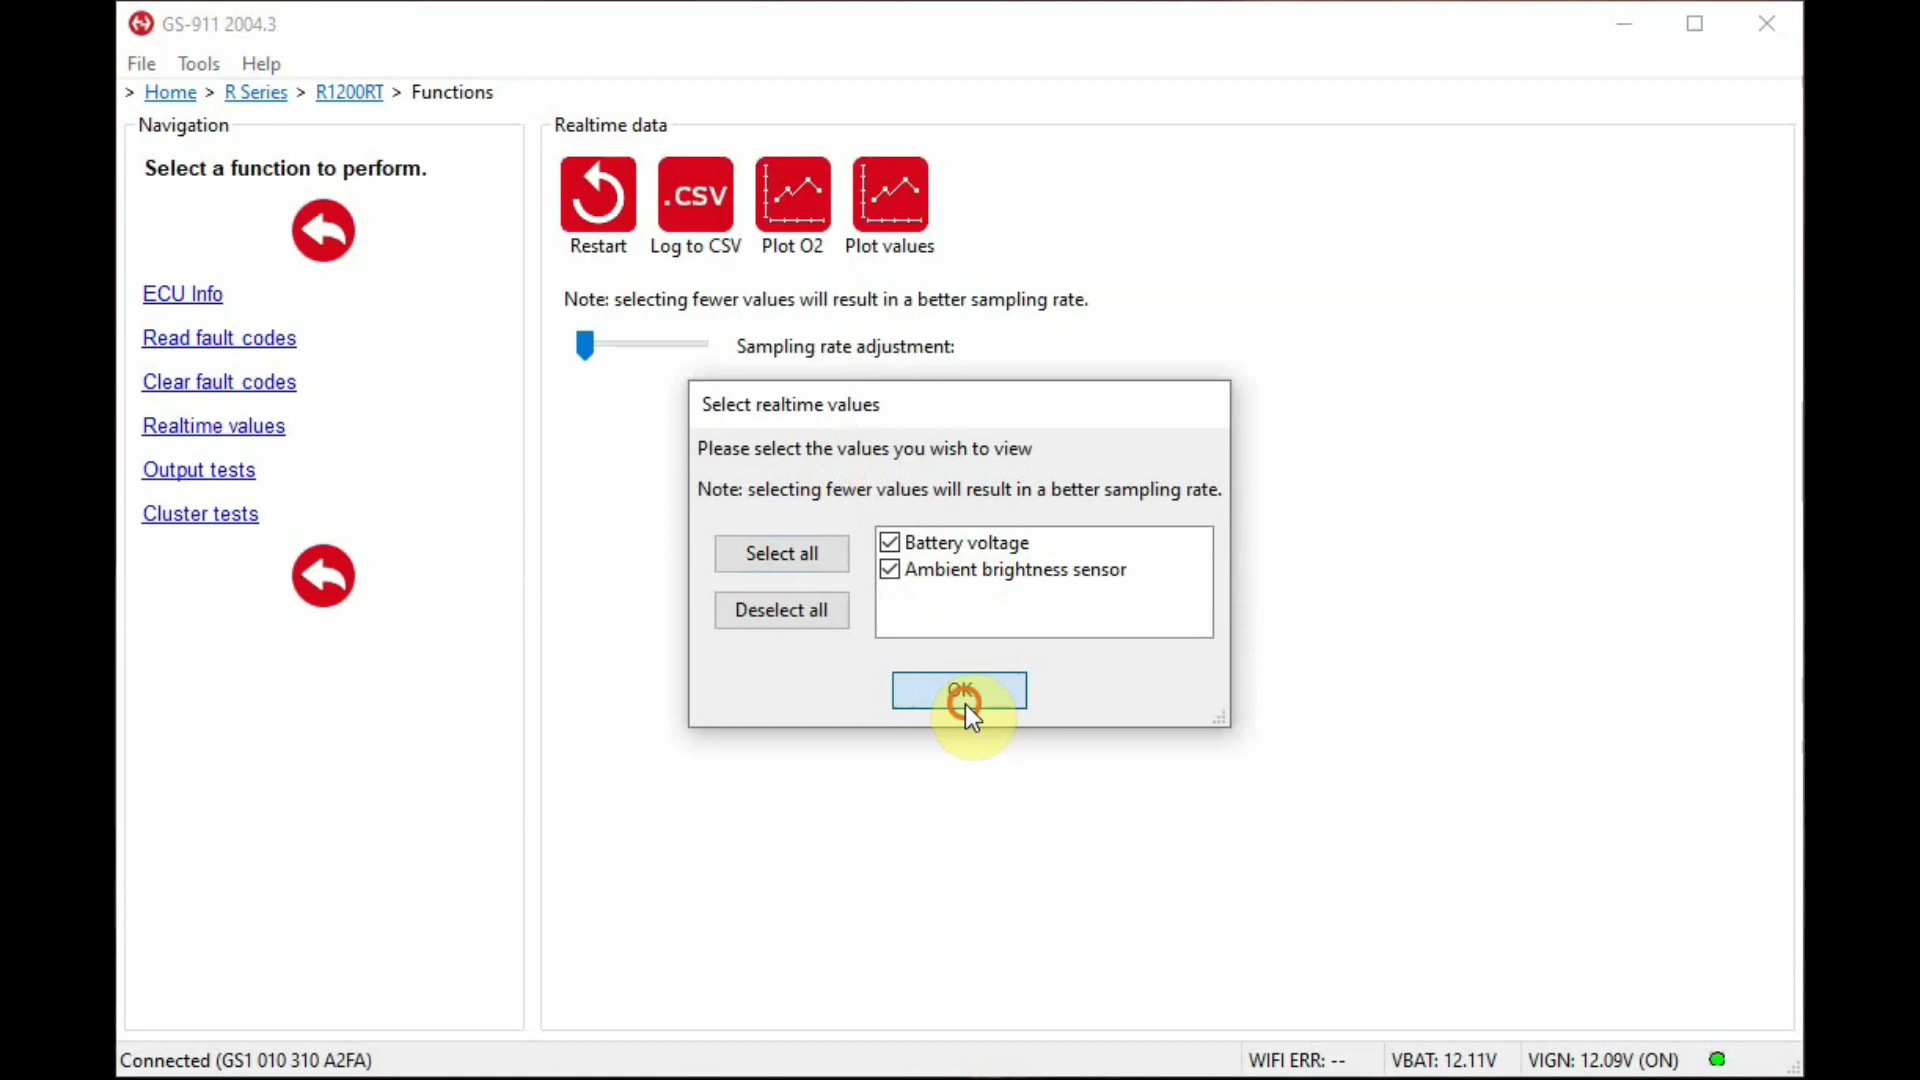 GS-911 2004.3
File Tools Help
> Home > R Series > R1200RT > Functions
Navigation
Select a function to perform.
ECU Info
Read fault codes
Clear fault codes
Realtime values
Output tests
Cluster tests
Realtime data
.CSV
Restart Log to CSV Plot O2 Plot values
Note: selecting fewer values will result in a better sampling rate.
Sampling rate adjustment:
Select realtime values
Please select the values you wish to view
Note: selecting fewer values will result in a better sampling rate.
Select all
Deselect all
Battery voltage
Ambient brightness sensor
OK
Connected (GS1 010 310 A2FA)
WIFI ERR: -- VBAT: 12.11V VIGN: 12.09V (ON)